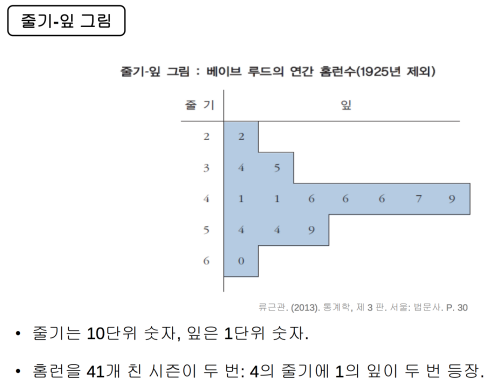 줄기-잎 그림
줄기-잎 그림 : 베이브 루드의 연간 홈런수(1925년 제외)
줄 기 잎
2 2
3 4 5
4 1 1 6 6 6 7 9
5 4 4 9
6 0
류근관. (2013). 통계학, 제 3 판. 서울: 법문사. P. 30
• 줄기는 10단위 숫자, 잎은 1단위 숫자.
• 홈런을 41개 친 시즌이 두 번: 4의 줄기에 1의 잎이 두 번 등장.